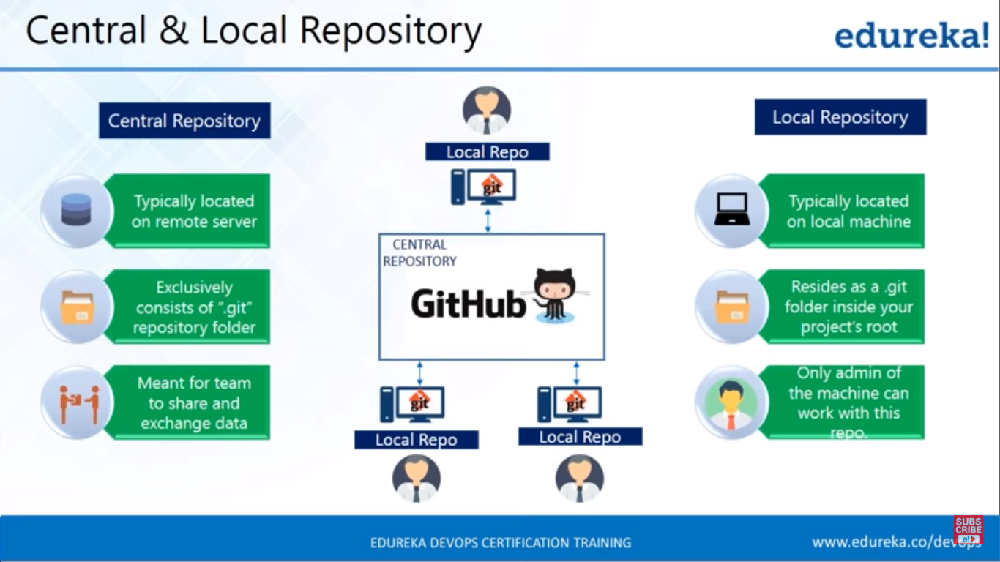 Central & Local Repository
edureka!
Central Repository
Typically located
on remote server
Exclusively
consists of ”.git”
repository folder
Meant for team
to share and
exchange data
Local Repo
git
CENTRAL
REPOSITORY
GitHub
git
git
Local Repo
Local Repo
Local Repository
Typically located
on local machine
Resides as a .git
folder inside your
project’s root
Only admin of
the machine can
work with this
repo.
EDUREKA DEVOPS CERTIFICATION TRAINING
www.edureka.co/devops
SUBS
CRIBE
e!